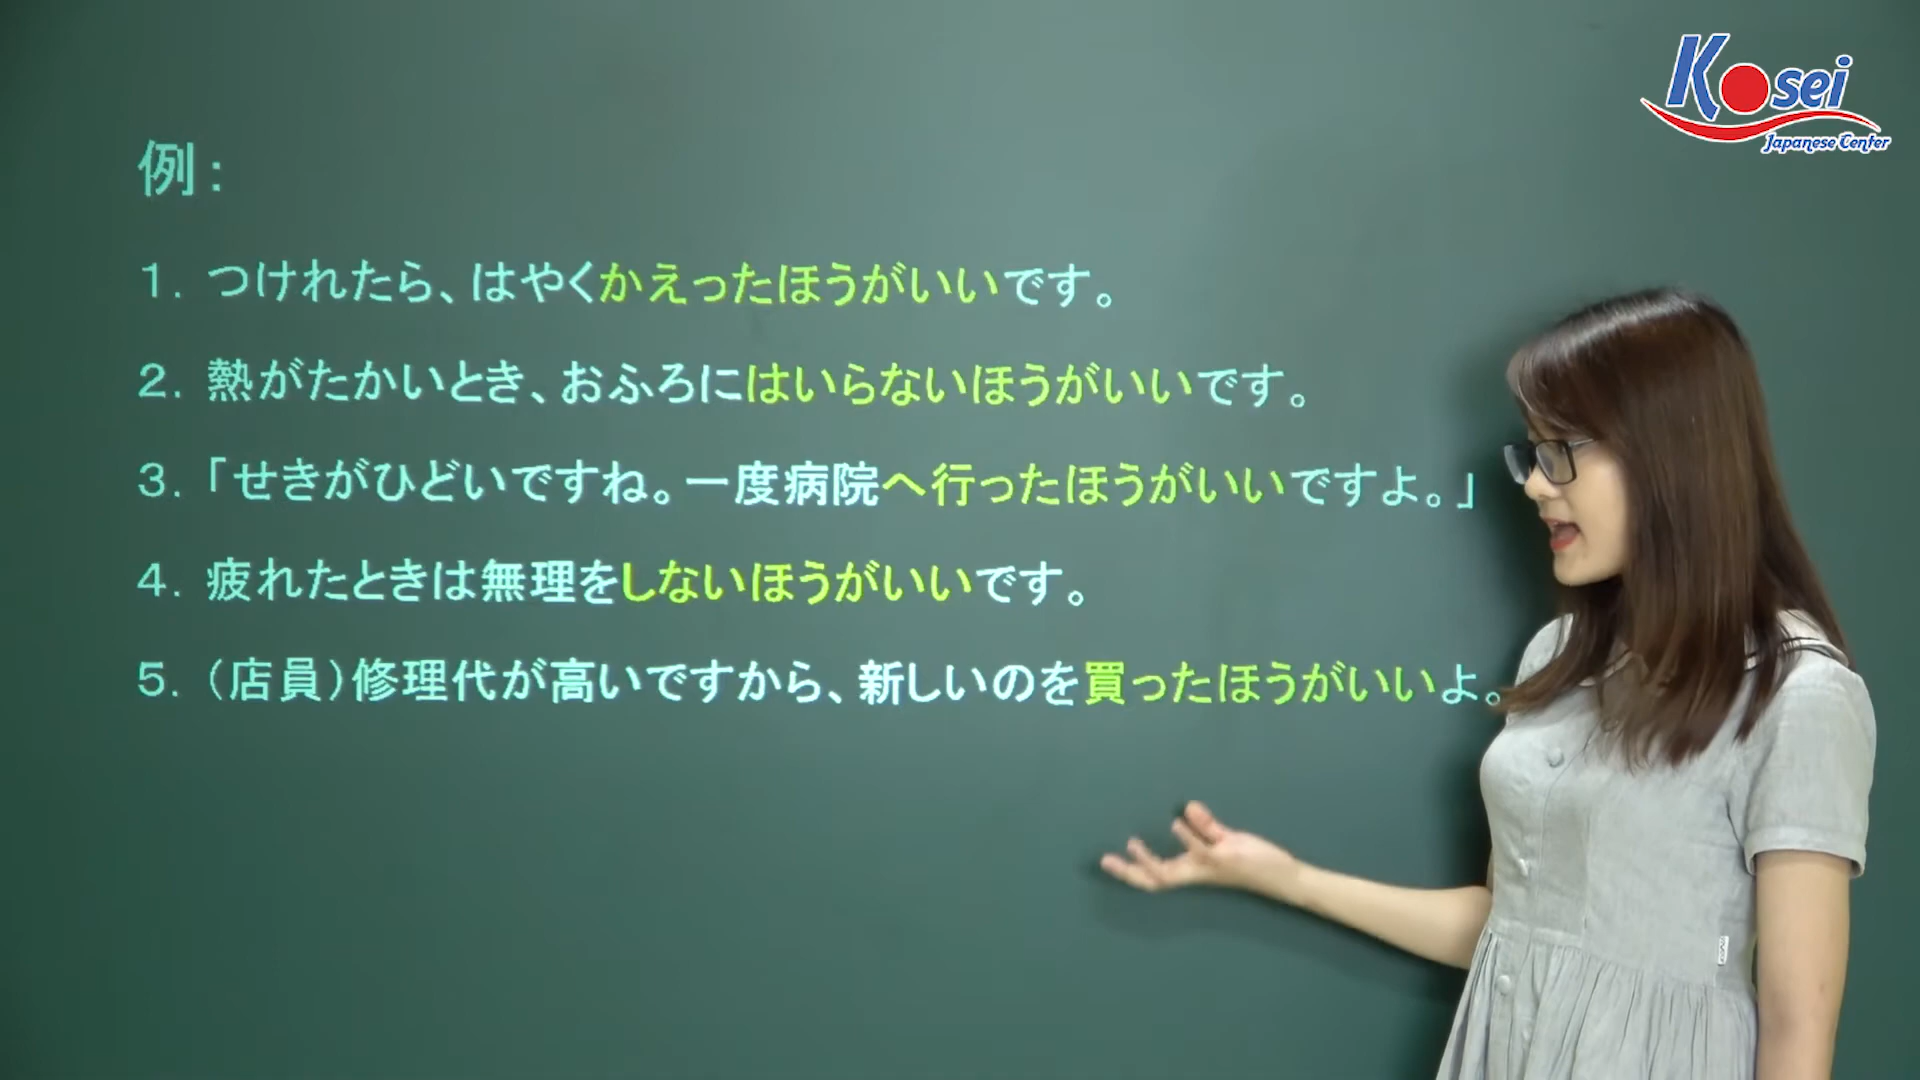 Kosei
Japanese Center
例：
１．つけれたら、はやくかえったほうがいいです。
２．熱がたかいとき、おふろにはいらないほうがいいです。
３．「せきがひどいですね。一度病院へ行ったほうがいいですよ。」
４．疲れたときは無理をしないほうがいいです。
５．（店員）修理代が高いですから、新しいのを買ったほうがいいよ。